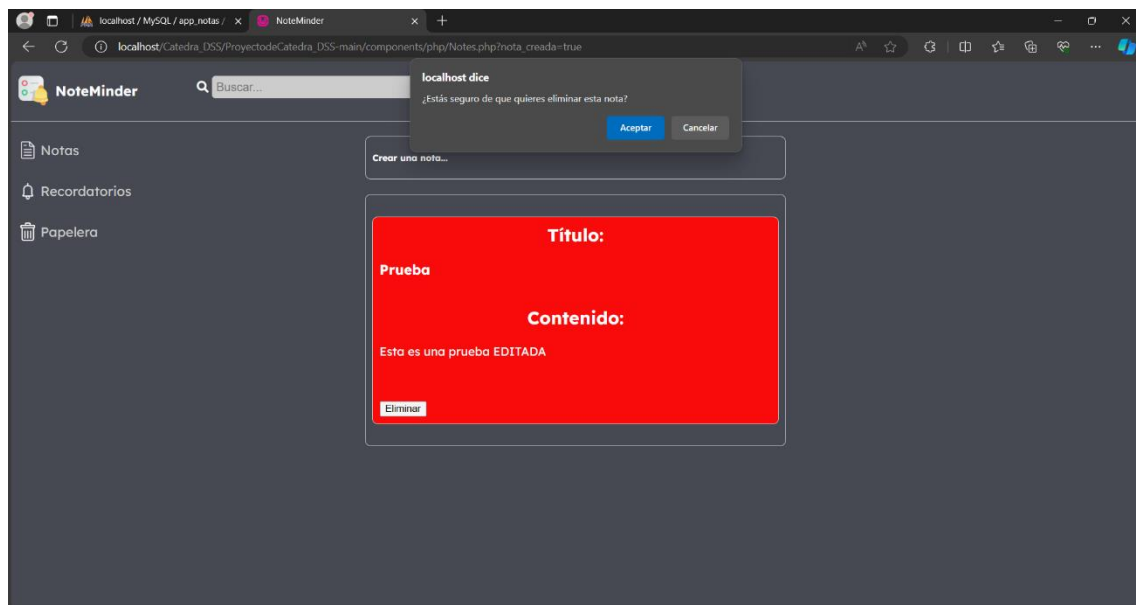 localhost / MySQL / app_notas /
NoteMinder
localhost/Catedra_DSS/ProyectodeCatedra_DSS-main/components/php/Notes.php?nota_creada=true
NoteMinder
Buscar...
localhost dice
¿Estás seguro de que quieres eliminar esta nota?
Aceptar Cancelar
Notas
Recordatorios
Papelera
Crear una nota...
Título:
Prueba
Contenido:
Esta es una prueba EDITADA
Eliminar